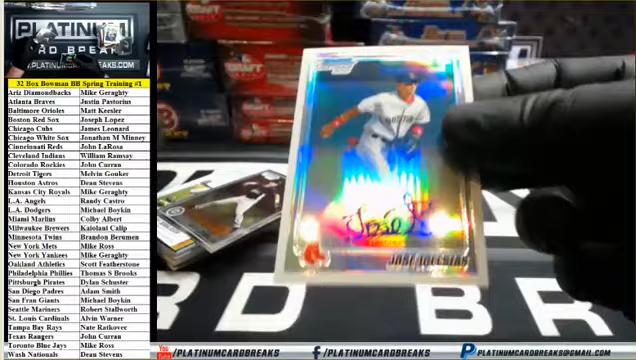 PLATINUM
CARD BREAKS
/PLATINUMCARDBREAKS
32 Box Bowman BB Spring Training #1
Ariz Diamondbacks Mike Geraghty
Atlanta Braves Justin Pastorius
Baltimore Orioles Matt Keesler
Boston Red Sox Joseph Lopez
Chicago Cubs James Leonard
Chicago White Sox Jonathan M Minney
Cincinnati Reds John LaRosa
Cleveland Indians William Ramsay
Colorado Rockies John Curran
Detroit Tigers Melvin Gouker
Houston Astros Dean Stevens
Kansas City Royals Mike Geraghty
L.A. Angels Randy Castro
L.A. Dodgers Michael Boykin
Miami Marlins Colby Albert
Milwaukee Brewers Kaiolani Calip
Minnesota Twins Brandon Berumen
New York Mets Mike Ross
New York Yankees Mike Geraghty
Oakland Athletics Scott Featherstone
Philadelphia Phillies Thomas S Brooks
Pittsburgh Pirates Dylan Schuster
San Diego Padres Adam Smith
San Fran Giants Michael Boykin
Seattle Mariners Robert Stallworth
St. Louis Cardinals Alvin Warner
Tampa Bay Rays Nate Ratkovec
Texas Rangers John Curran
Toronto Blue Jays Mike Ross
Wash Nationals Dean Stevens
JOSE IGLESIAS
RD BR
You Tube /PLATINUMCARDBREAKS f/PLATINUMCARDBREAKS PLATINUMCARDBREAKS.COM